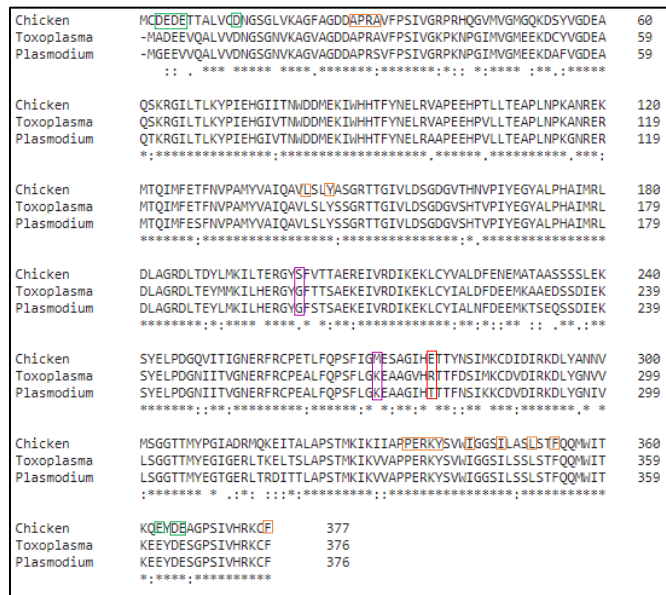 Chicken MCDEDETTALVCDNGSGLVKAGFAGDDAPRAVFPSIVGRPRHQGVMVGMGQKDSYVGDEA 60
Toxoplasma -MADEEVQALVVDNGSGNVKAGVAGDDAPRAVFPSIVGKPKNPGIMVGMEEKDCYVGDEA 59
Plasmodium -MGEEVVQALVVDNGSGNVKAGVAGDDAPRSVFPSIVGRPKNPGIMVGMEEKDAFVGDEA 59
:: . *** ***** ****.*******:*******:*:: *:**** :**.:*****
Chicken QSKRGILTLKYPIEHGIITNWDDMEKIWHHTFYNELRVAPEEHPTLLTEAPLNPKANREK 120
Toxoplasma QSKRGILTLKYPIEHGIVTNWDDMEKIWHHTFYNELRVAPEEHPVLLTEAPLNPKANRER 119
Plasmodium QTKRGILTLKYPIEHGIVTNWDDMEKIWHHTFYNELRAAPEEHPVLLTEAPLNPKGNRER 119
*:***************:*******************.******.**********.***:
Chicken MTQIMFETFNVPAMYVAIQAVLSLYASGRTTGIVLDSGDGVTHNVPIYEGYALPHAIMRL 180
Toxoplasma MTQIMFETFNVPAMYVAIQAVLSLYSSGRTTGIVLDSGDGVSHTVPIYEGYALPHAIMRL 179
Plasmodium MTQIMFESFNVPAMYVAIQAVLSLYSSGRTTGIVLDSGDGVSHTVPIYEGYALPHAIMRL 179
*******:*****************:***************:*.****************
Chicken DLAGRDLTDYLMKILTERGYSFVTTAEREIVRDIKEKLCYVALDFENEMATAASSSSLEK 240
Toxoplasma DLAGRDLTEYMMKILHERGYGFTTSAEKEIVRDIKEKLCYIALDFDEEMKAAEDSSDIEK 239
Plasmodium DLAGRDLTEYLMKILHERGYGFSTSAEKEIVRDIKEKLCYIALNFDEEMKTSEQSSDIEK 239
********:*:**** ****.* *:**:************:**:*::** :: .**.:**
Chicken SYELPDGQVITIGNERFRCPETLFQPSFIGMESAGIHETTYNSIMKCDIDIRKDLYANNV 300
Toxoplasma SYELPDGNIITVGNERFRCPEALFQPSFLGKEAAGVHRTTFDSIMKCDVDIRKDLYGNVV 299
Plasmodium SYELPDGNIITVGNERFRCPEALFQPSFLGKEAAGIHTTTFNSIKKCDVDIRKDLYGNIV 299
*******::**:*********:******:* *:**:* **::** ***:*******.* *
Chicken MSGGTTMYPGIADRMQKEITALAPSTMKIKIIAPPERKYSVWIGGSILASLSTFQQMWIT 360
Toxoplasma LSGGTTMYEGIGERLTKELTSLAPSTMKIKVVAPPERKYSVWIGGSILSSLSTFQQMWIT 359
Plasmodium LSGGTTMYEGTGERLTRDITTLAPSTMKIKVVAPPERKYSVWIGGSILSSLSTFQQMWIT 359
:******* * .:*: :::*:*********::****************:***********
Chicken KQEYDEAGPSIVHRKCF 377
Toxoplasma KEEYDESGPSIVHRKCF 376
Plasmodium KEEYDESGPSIVHRKCF 376
*:****:**********